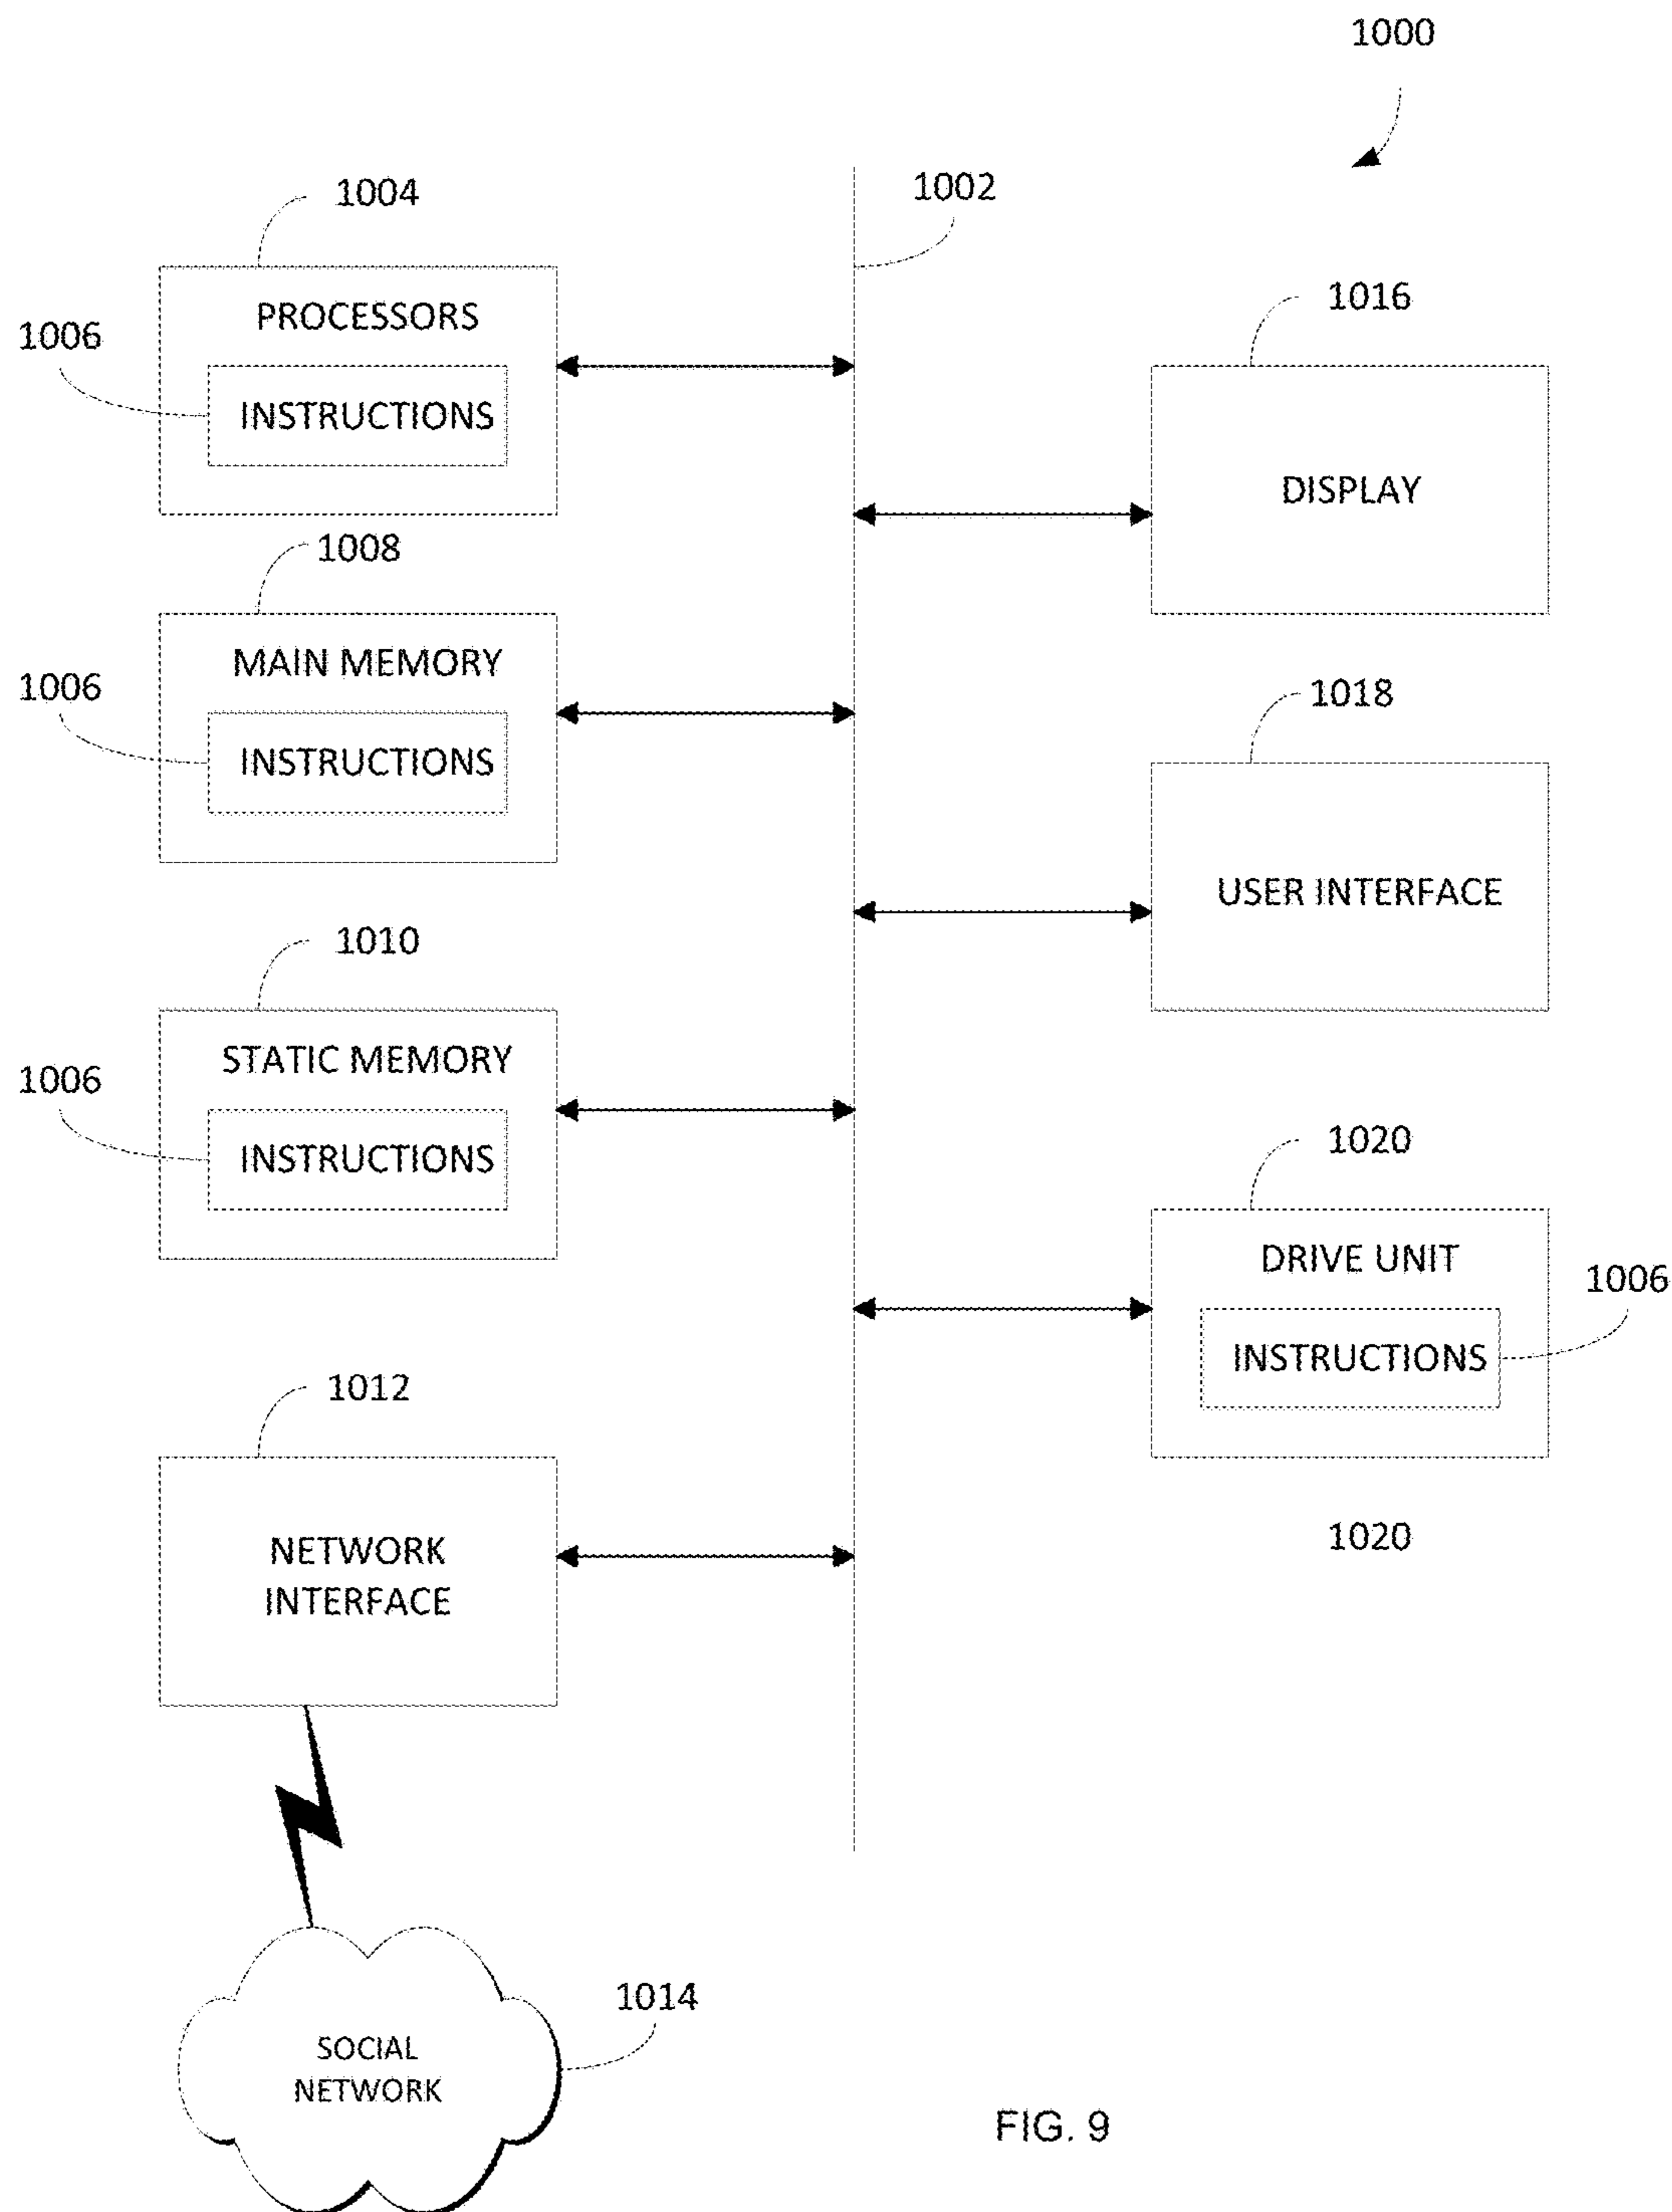 1000
1004
1002
PROCESSORS
1016
1006
INSTRUCTIONS
DISPLAY
1008
MAIN MEMORY
1006
1018
INSTRUCTIONS
USER INTERFACE
1010
STATIC MEMORY
1006
1020
INSTRUCTIONS
DRIVE UNIT
1006
INSTRUCTIONS
1012
NETWORK
INTERFACE
1020
1014
SOCIAL
NETWORK
FIG. 9